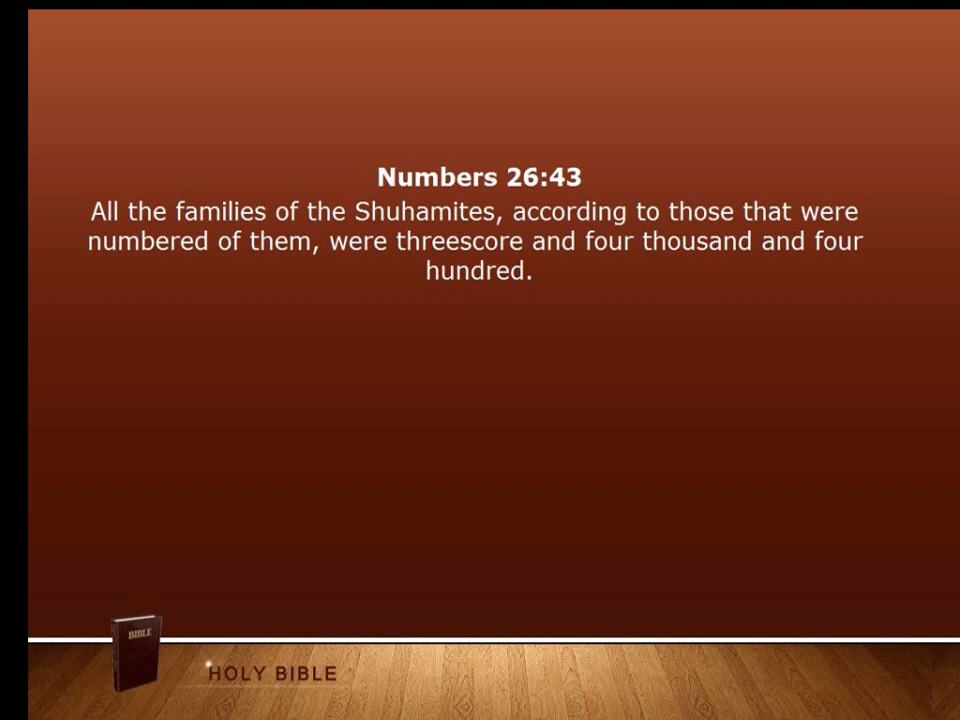 Numbers 26:43
All the families of the Shuhamites, according to those that were
numbered of them, were threescore and four thousand and four
hundred.
BIBLE
HOLY BIBLE